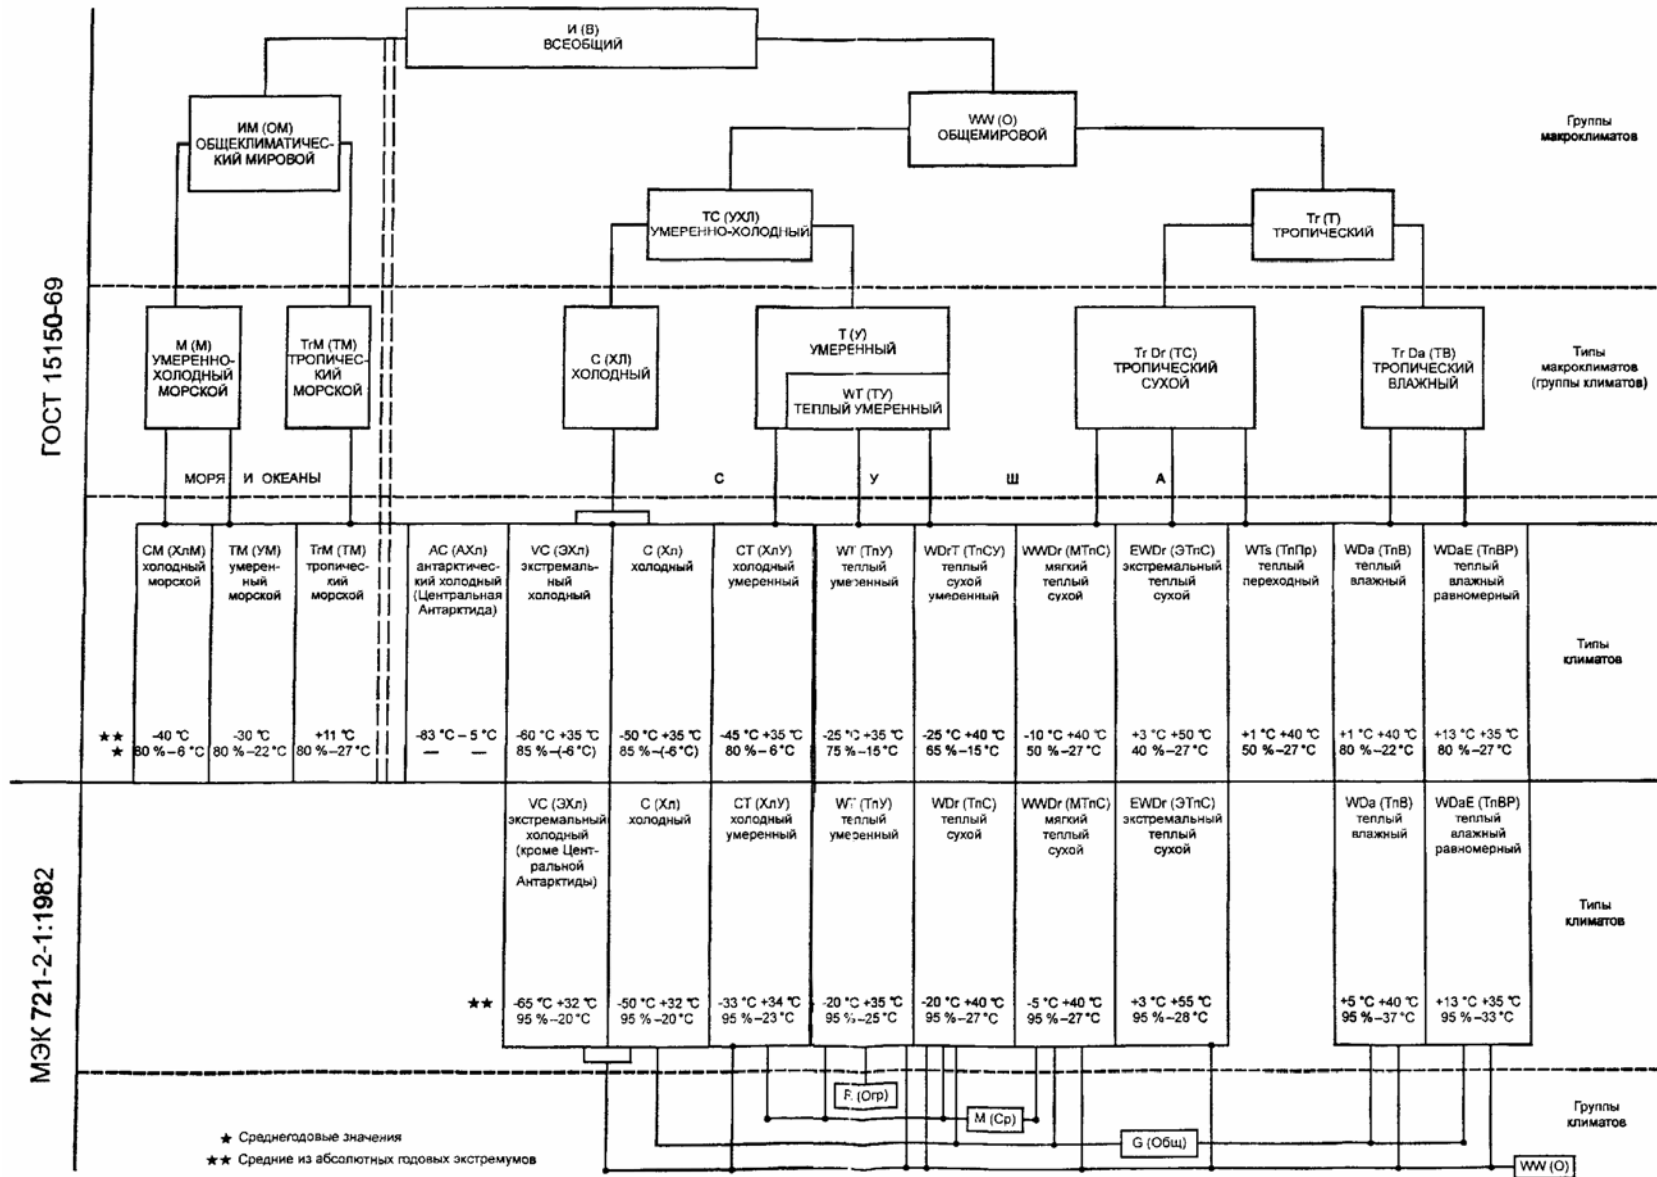 И (В)
ВСЕОБЩИЙ
ИМ (ОМ)
ОБЩЕКЛИМАТИЧЕС-
КИЙ МИРОВОЙ
WW (О)
ОБЩЕМИРОВОЙ
Группы
макроклиматов
ТС (УХЛ)
УМЕРЕННО-ХОЛОДНЫЙ
Tr (Т)
ТРОПИЧЕСКИЙ
ГОСТ 15150-69
М (М)
УМЕРЕННО-
ХОЛОДНЫЙ
МОРСКОЙ
TrM (ТМ)
ТРОПИЧЕС-
КИЙ
МОРСКОЙ
С (ХЛ)
ХОЛОДНЫЙ
Т (У)
УМЕРЕННЫЙ
WT (ТУ)
ТЕПЛЫЙ УМЕРЕННЫЙ
Tr Dr (ТС)
ТРОПИЧЕСКИЙ
СУХОЙ
Tr Da (ТВ)
ТРОПИЧЕСКИЙ
ВЛАЖНЫЙ
Типы
макроклиматов
(группы климатов)
МОРЯ И ОКЕАНЫ
С У Ш А
СМ (ХлМ)
холодный
морской
ТМ (УМ)
умерен-
ный
морской
TrM (ТМ)
тропичес-
кий
морской
АС (АХл)
антарктичес-
кий холодный
(Центральная
Антарктида)
VC (ЭХл)
экстремаль-
ный
холодный
С (Хл)
холодный
СТ (ХлУ)
холодный
умеренный
WT (ТпУ)
теплый
умеренный
WDrT (ТпСУ)
теплый
сухой
умеренный
WWDr (МТпС)
мягкий
теплый
сухой
EWDr (ЭТпС)
экстремальный
теплый
сухой
WTs (ТпПр)
теплый
переходный
WDa (ТпВ)
теплый
влажный
WDaE (ТпВР)
теплый
влажный
равномерный
Типы
климатов
★★ -40 °С -30 °С +11 °С -83 °С – 5 °С -60 °С +35 °С -50 °С +35 °С -45 °С +35 °С -25 °С +35 °С -25 °С +40 °С -10 °С +40 °С +3 °С +50 °С +1 °С +40 °С +1 °С +40 °С +13 °С +35 °С
★ 80 %–6 °С 80 %–22 °С 80 %–27 °С — — 85 %–(-6 °С) 85 %–(-6 °С) 80 %–6 °С 75 %–15 °С 65 %–15 °С 50 %–27 °С 40 %–27 °С 50 %–27 °С 80 %–22 °С 80 %–27 °С
МЭК 721-2-1:1982
VC (ЭХл)
экстремальный
холодный
(кроме Цент-
ральной
Антарктиды)
С (Хл)
холодный
СТ (ХлУ)
холодный
умеренный
WT (ТпУ)
теплый
умеренный
WDr (ТпС)
теплый
сухой
WWDr (МТпС)
мягкий
теплый
сухой
EWDr (ЭТпС)
экстремальный
теплый
сухой
WDa (ТпВ)
теплый
влажный
WDaE (ТпВР)
теплый
влажный
равномерный
Типы
климатов
★★ -65 °С +32 °С -50 °С +32 °С -33 °С +34 °С -20 °С +35 °С -20 °С +40 °С -5 °С +40 °С +3 °С +55 °С +5 °С +40 °С +13 °С +35 °С
95 %–20 °С 95 %–20 °С 95 %–23 °С 95 %–25 °С 95 %–27 °С 95 %–27 °С 95 %–28 °С 95 %–37 °С 95 %–33 °С
R (Огр)
М (Ср)
G (Общ)
WW (О)
Группы
климатов
★ Среднегодовые значения
★★ Средние из абсолютных годовых экстремумов